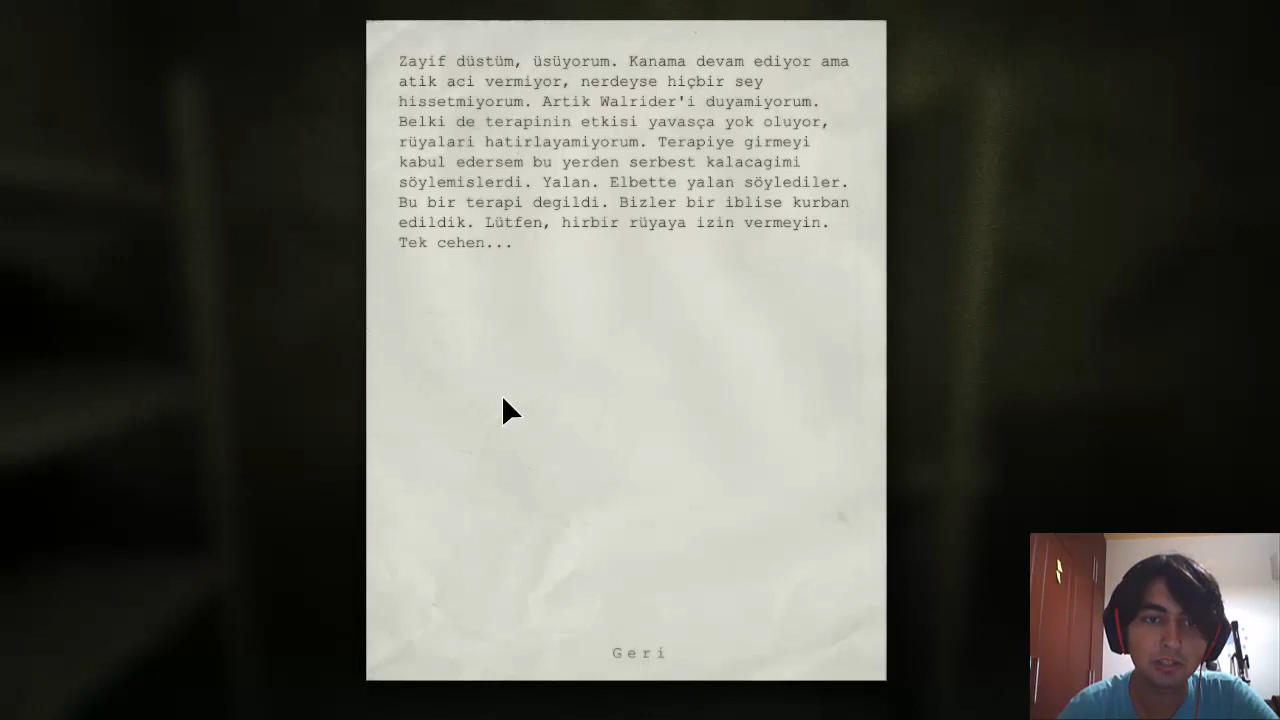 Zayif düstüm, üsüyorum. Kanama devam ediyor ama
atik aci vermiyor, nerdeyse hiçbir sey
hissetmiyorum. Artik Walrider'i duyamiyorum.
Belki de terapinin etkisi yavasça yok oluyor,
rüyalari hatirlayamiyorum. Terapiye girmeyi
kabul edersem bu yerden serbest kalacagimi
söylemislerdi. Yalan. Elbette yalan söylediler.
Bu bir terapi degildi. Bizler bir iblise kurban
edildik. Lütfen, hirbir rüyaya izin vermeyin.
Tek cehen...
Geri